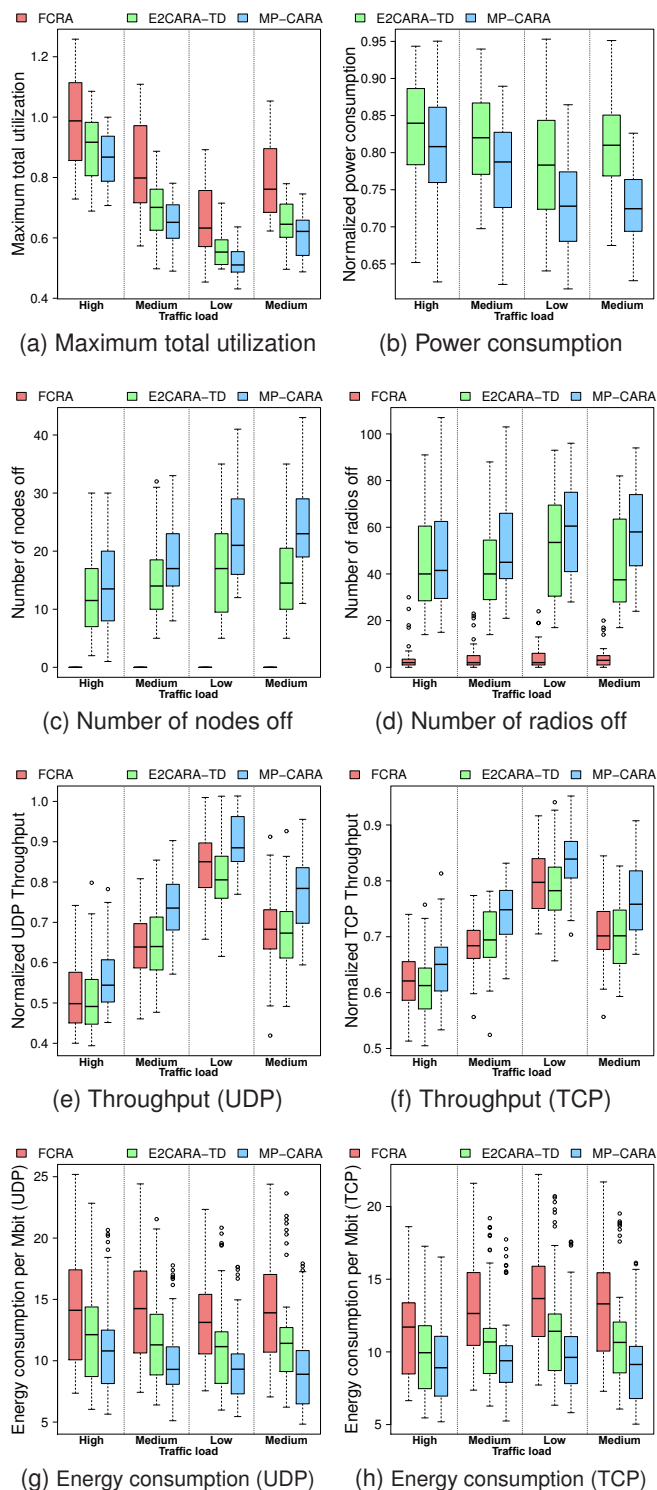 FCRA E2CARA−TD MP−CARA
E2CARA−TD MP−CARA
Maximum total utilization
1.2
1.0
0.8
0.6
0.4
High Medium Low Medium
Traffic load
Normalized power consumption
0.95
0.90
0.85
0.80
0.75
0.70
0.65
High Medium Low Medium
Traffic load
(a) Maximum total utilization
(b) Power consumption
FCRA E2CARA−TD MP−CARA
FCRA E2CARA−TD MP−CARA
Number of nodes off
40
30
20
10
0
High Medium Low Medium
Traffic load
Number of radios off
100
80
60
40
20
0
High Medium Low Medium
Traffic load
(c) Number of nodes off
(d) Number of radios off
FCRA E2CARA−TD MP−CARA
FCRA E2CARA−TD MP−CARA
Normalized UDP Throughput
1.0
0.9
0.8
0.7
0.6
0.5
0.4
High Medium Low Medium
Traffic load
Normalized TCP Throughput
0.9
0.8
0.7
0.6
0.5
High Medium Low Medium
Traffic load
(e) Throughput (UDP)
(f) Throughput (TCP)
FCRA E2CARA−TD MP−CARA
FCRA E2CARA−TD MP−CARA
Energy consumption per Mbit (UDP)
25
20
15
10
5
High Medium Low Medium
Traffic load
Energy consumption per Mbit (TCP)
20
15
10
5
High Medium Low Medium
Traffic load
(g) Energy consumption (UDP)
(h) Energy consumption (TCP)